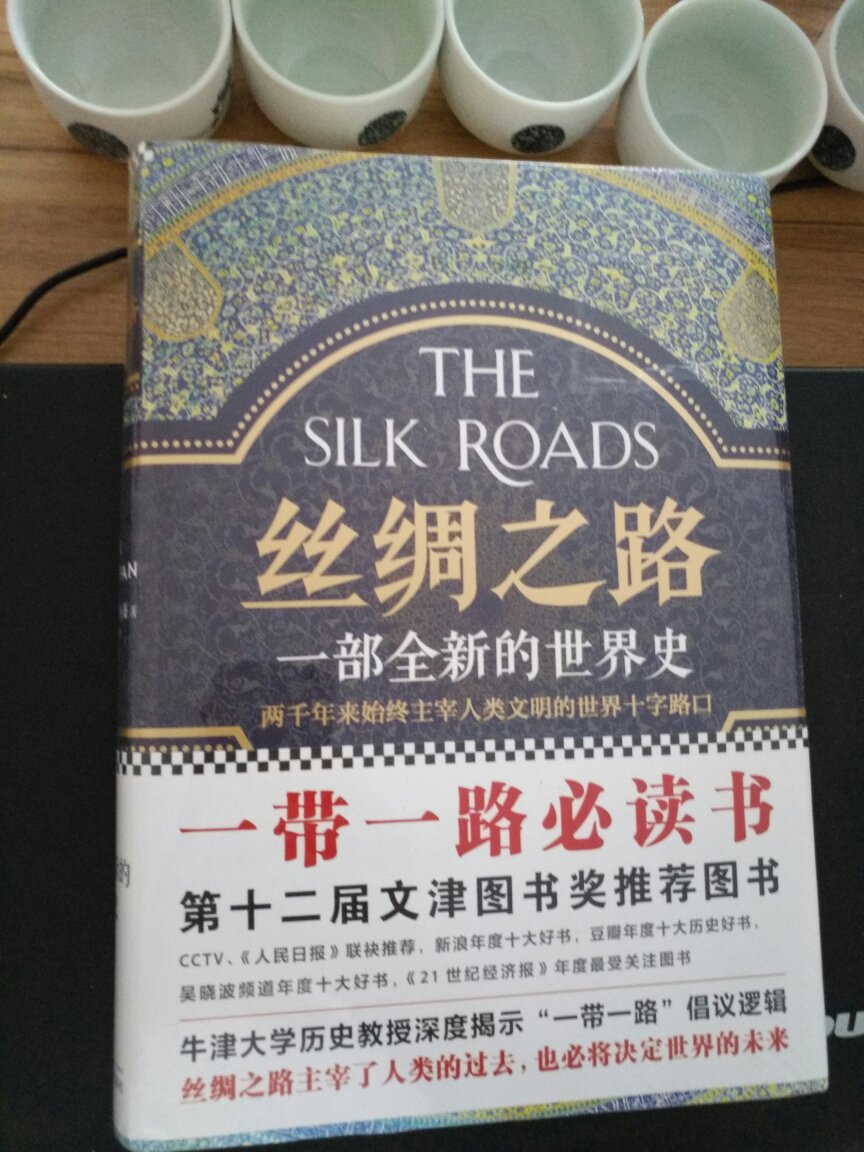 THE
SILK ROADS
丝绸之路
一部全新的世界史
两千年来始终主宰人类文明的世界十字路口
一带一路必读书
第十二届文津图书奖推荐图书
CCTV、《人民日报》联袂推荐，新浪年度十大好书，豆瓣年度十大历史好书，
吴晓波频道年度十大好书，《21世纪经济报》年度最受关注图书
牛津大学历史教授深度揭示“一带一路”倡议逻辑
丝绸之路主宰了人类的过去，也必将决定世界的未来